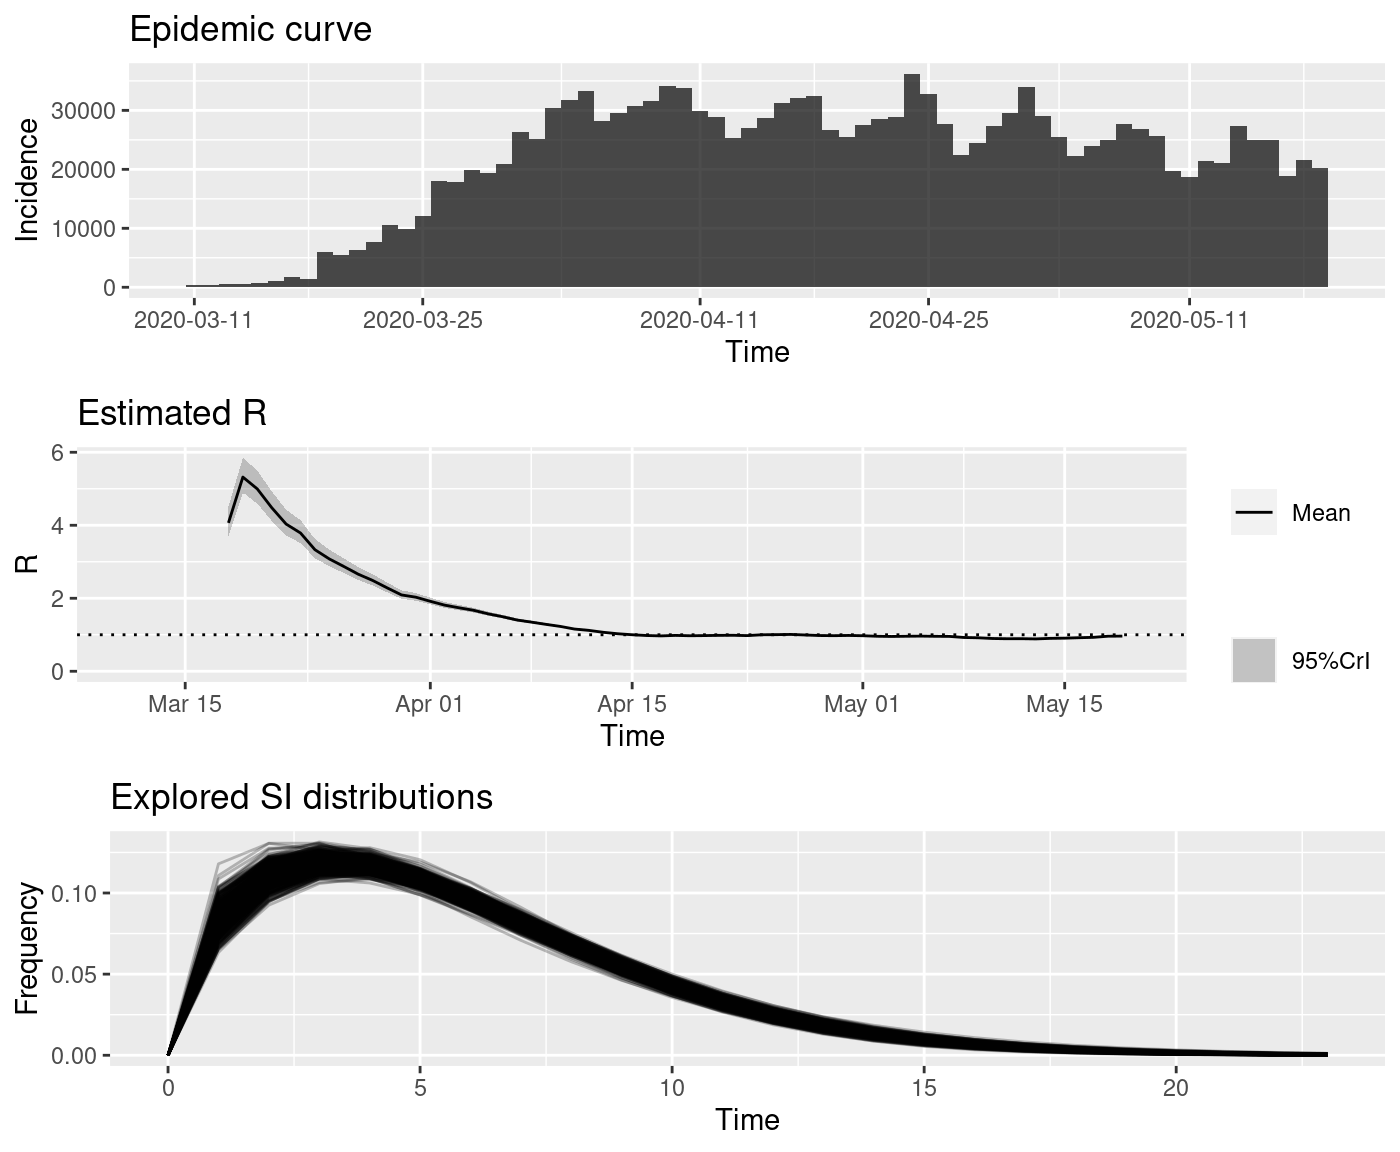 Epidemic curve
Incidence
30000
20000
10000
0
2020-03-11 2020-03-25 2020-04-11 2020-04-25 2020-05-11
Time
Estimated R
R
6
4
2
0
Mar 15 Apr 01 Apr 15 May 01 May 15
Time
Mean
95%CrI
Explored SI distributions
Frequency
0.10
0.05
0.00
0 5 10 15 20
Time